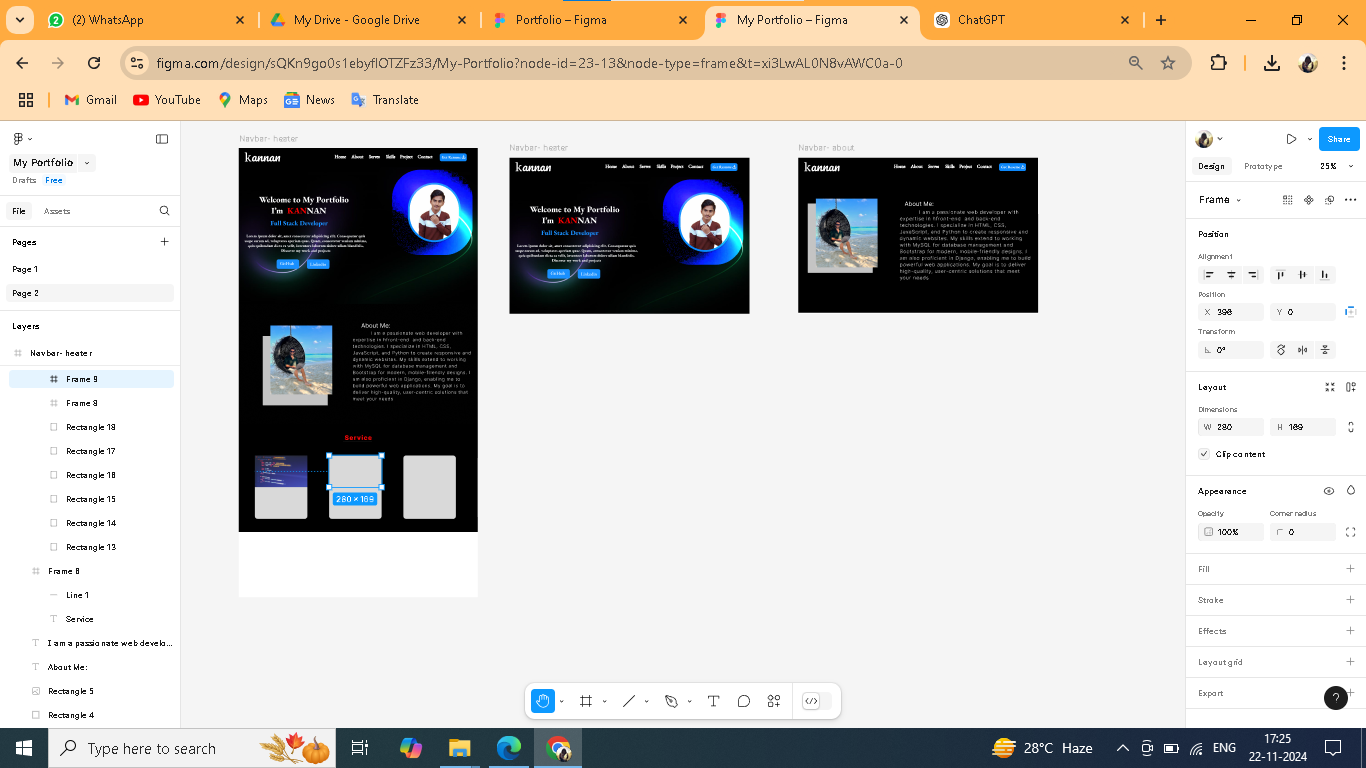 (2) WhatsApp
My Drive - Google Drive
Portfolio – Figma
My Portfolio – Figma
ChatGPT
figma.com/design/sQKn9go0s1ebyflOTZFz33/My-Portfolio?node-id=23-13&node-type=frame&t=xi3LwAL0N8vAWC0a-0
Gmail
YouTube
Maps
News
Translate
My Portfolio
Drafts Free
File Assets
Pages
Page 1
Page 2
Layers
Navbar- heater
Frame 9
Frame 8
Rectangle 18
Rectangle 17
Rectangle 16
Rectangle 15
Rectangle 14
Rectangle 13
Frame 8
Line 1
Service
I am a passionate web develo...
About Me:
Rectangle 5
Rectangle 4
Navbar- heater
kannan
Home About Serves Skills Project Contact
Welcome to My Portfolio
I'm KANNAN
Full Stack Developer
GitHub
Linkedin
About Me:
I am a passionate web developer with
expertise in hfront-end and back-end
technologies. I specialize in HTML, CSS,
JavaScript, and Python to create responsive and
dynamic websites. My skills extend to working
with MySQL for database management and
Bootstrap for modern, mobile-friendly designs. I
am also proficient in Django, enabling me to
build powerful web applications. My goal is to
deliver high-quality, user-centric solutions that
meet your needs
Service
280 × 169
Navbar- heater
kannan
Home About Serves Skills Project Contact
Welcome to My Portfolio
I'm KANNAN
Full Stack Developer
GitHub
Linkedin
Navbar- about
kannan
Home About Serves Skills Project Contact
About Me:
I am a passionate web developer with
expertise in hfront-end and back-end
technologies. I specialize in HTML, CSS,
JavaScript, and Python to create responsive and
dynamic websites. My skills extend to working
with MySQL for database management and
Bootstrap for modern, mobile-friendly designs. I
am also proficient in Django, enabling me to build
powerful web applications. My goal is to deliver
high-quality, user-centric solutions that meet
your needs
Share
Design Prototype 25%
Frame
Position
Alignment
Position
X 398 Y 0
Transform
0°
Layout
Dimensions
W 280 H 169
Clip content
Appearance
Opacity Corner radius
100% 0
Fill
Stroke
Effects
Layout grid
Export
?
Type here to search
28°C Haze
ENG
17:25
22-11-2024